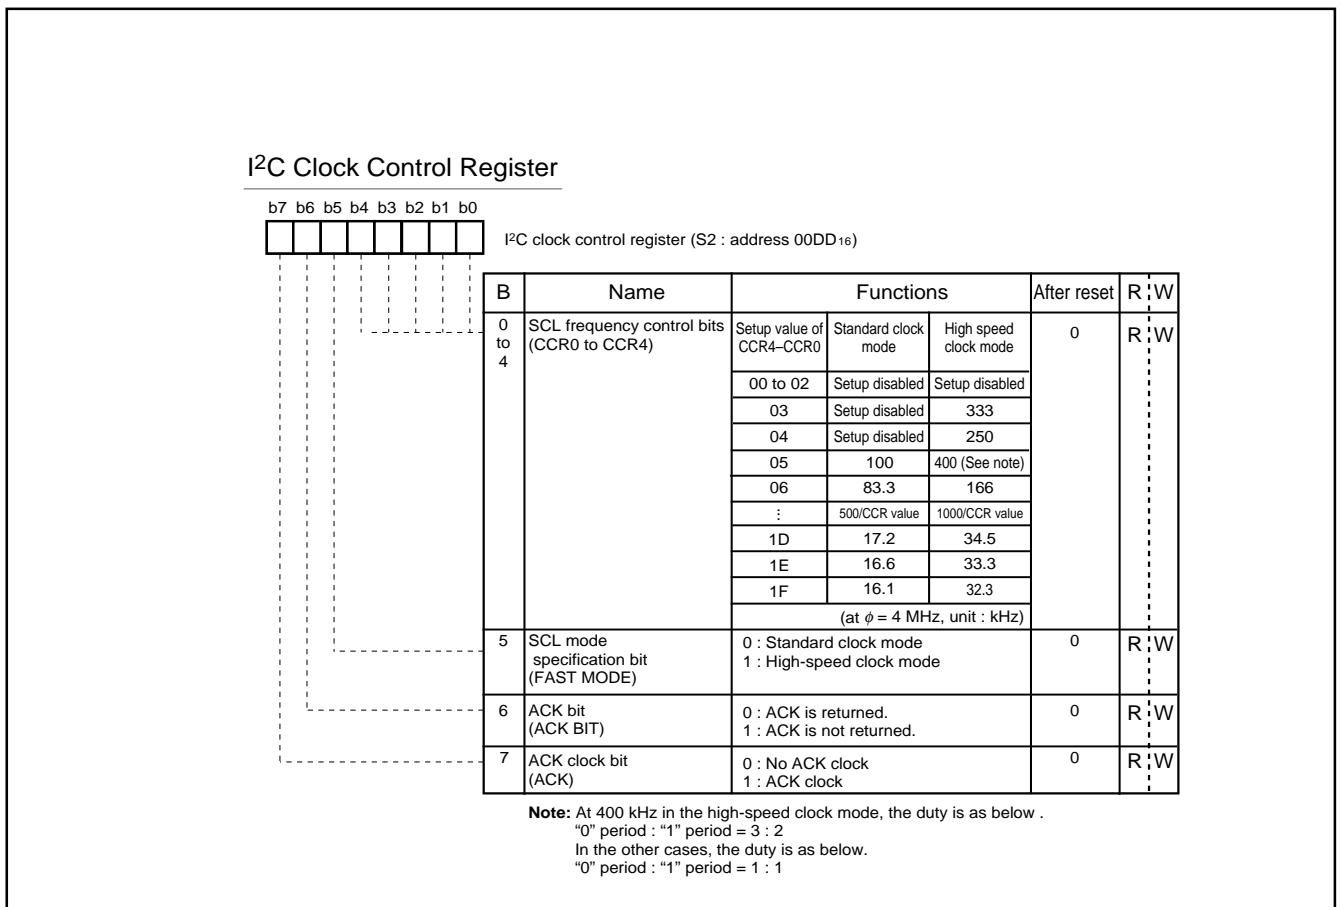 I²C Clock Control Register
b7 b6 b5 b4 b3 b2 b1 b0
I²C clock control register (S2 : address 00DD₁₆)
B Name Functions After reset R W
0 to 4
SCL frequency control bits
(CCR0 to CCR4)
Setup value of CCR4–CCR0 Standard clock mode High speed clock mode
0 R W
00 to 02 Setup disabled Setup disabled
03 Setup disabled 333
04 Setup disabled 250
05 100 400 (See note)
06 83.3 166
⋮ 500/CCR value 1000/CCR value
1D 17.2 34.5
1E 16.6 33.3
1F 16.1 32.3
(at ϕ = 4 MHz, unit : kHz)
5 SCL mode
specification bit
(FAST MODE)
0 : Standard clock mode
1 : High-speed clock mode
0 R W
6 ACK bit
(ACK BIT)
0 : ACK is returned.
1 : ACK is not returned.
0 R W
7 ACK clock bit
(ACK)
0 : No ACK clock
1 : ACK clock
0 R W
Note: At 400 kHz in the high-speed clock mode, the duty is as below .
“0” period : “1” period = 3 : 2
In the other cases, the duty is as below.
“0” period : “1” period = 1 : 1